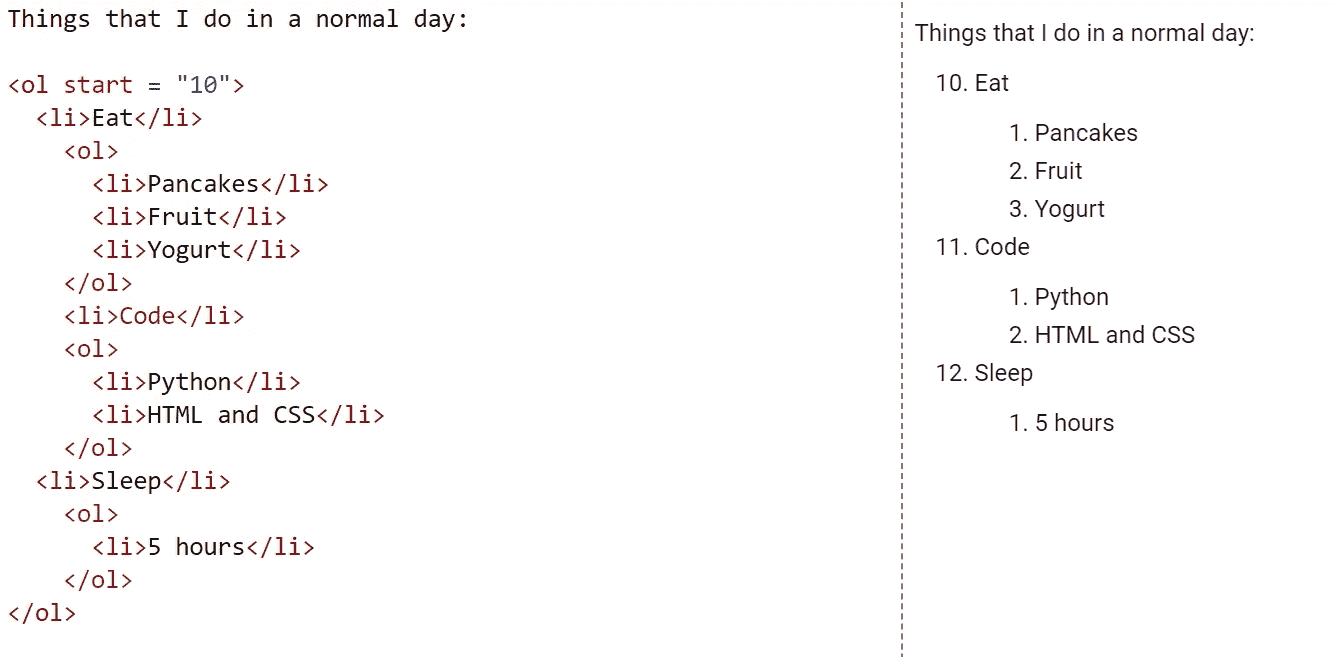 Things that I do in a normal day:
<ol start = "10">
<li>Eat</li>
<ol>
<li>Pancakes</li>
<li>Fruit</li>
<li>Yogurt</li>
</ol>
<li>Code</li>
<ol>
<li>Python</li>
<li>HTML and CSS</li>
</ol>
<li>Sleep</li>
<ol>
<li>5 hours</li>
</ol>
</ol>
Things that I do in a normal day:
10. Eat
1. Pancakes
2. Fruit
3. Yogurt
11. Code
1. Python
2. HTML and CSS
12. Sleep
1. 5 hours